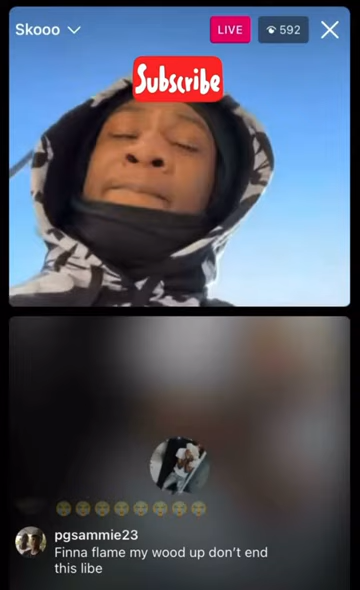 Skooo
LIVE
592
Subscribe
pgsammie23
Finna flame my wood up don't end
this libe